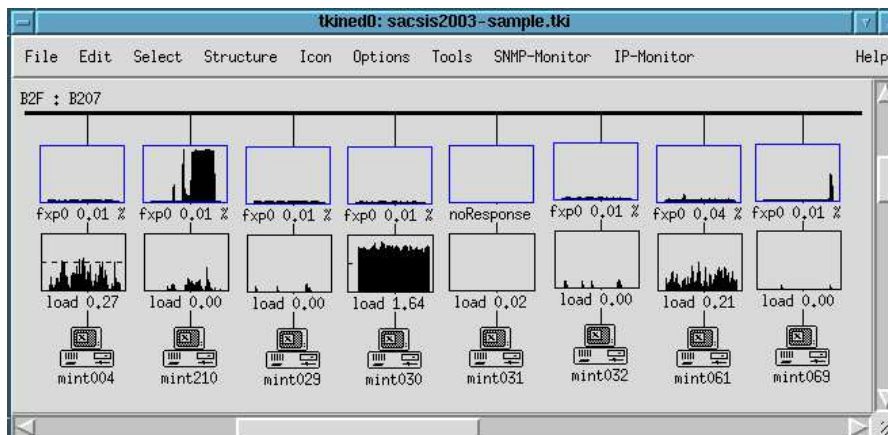 tkined0: sacsis2003-sample.tki
File Edit Select Structure Icon Options Tools SNMP-Monitor IP-Monitor Help
B2F : B207
fxp0 0.01 % fxp0 0.01 % fxp0 0.01 % fxp0 0.01 % noResponse fxp0 0.01 % fxp0 0.04 % fxp0 0.01 %
load 0.27 load 0.00 load 0.00 load 1.64 load 0.02 load 0.00 load 0.21 load 0.00
mint004 mint210 mint029 mint030 mint031 mint032 mint061 mint069